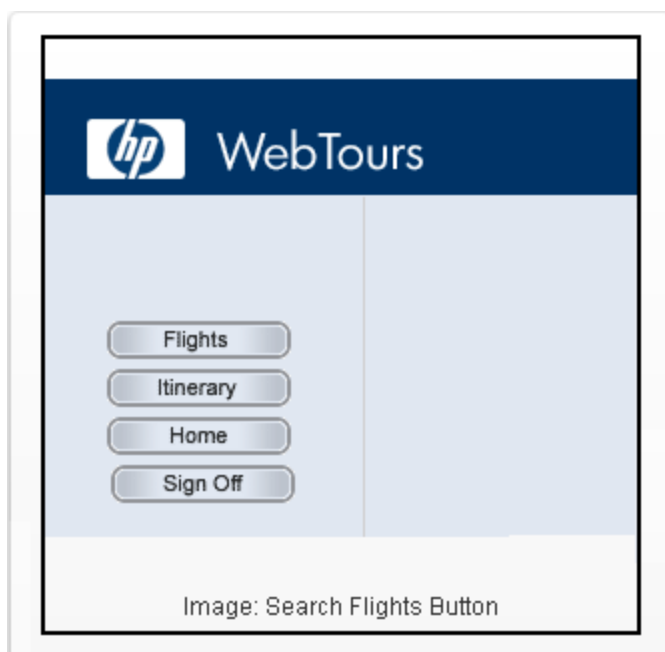 hp WebTours
Flights
Itinerary
Home
Sign Off
Image: Search Flights Button